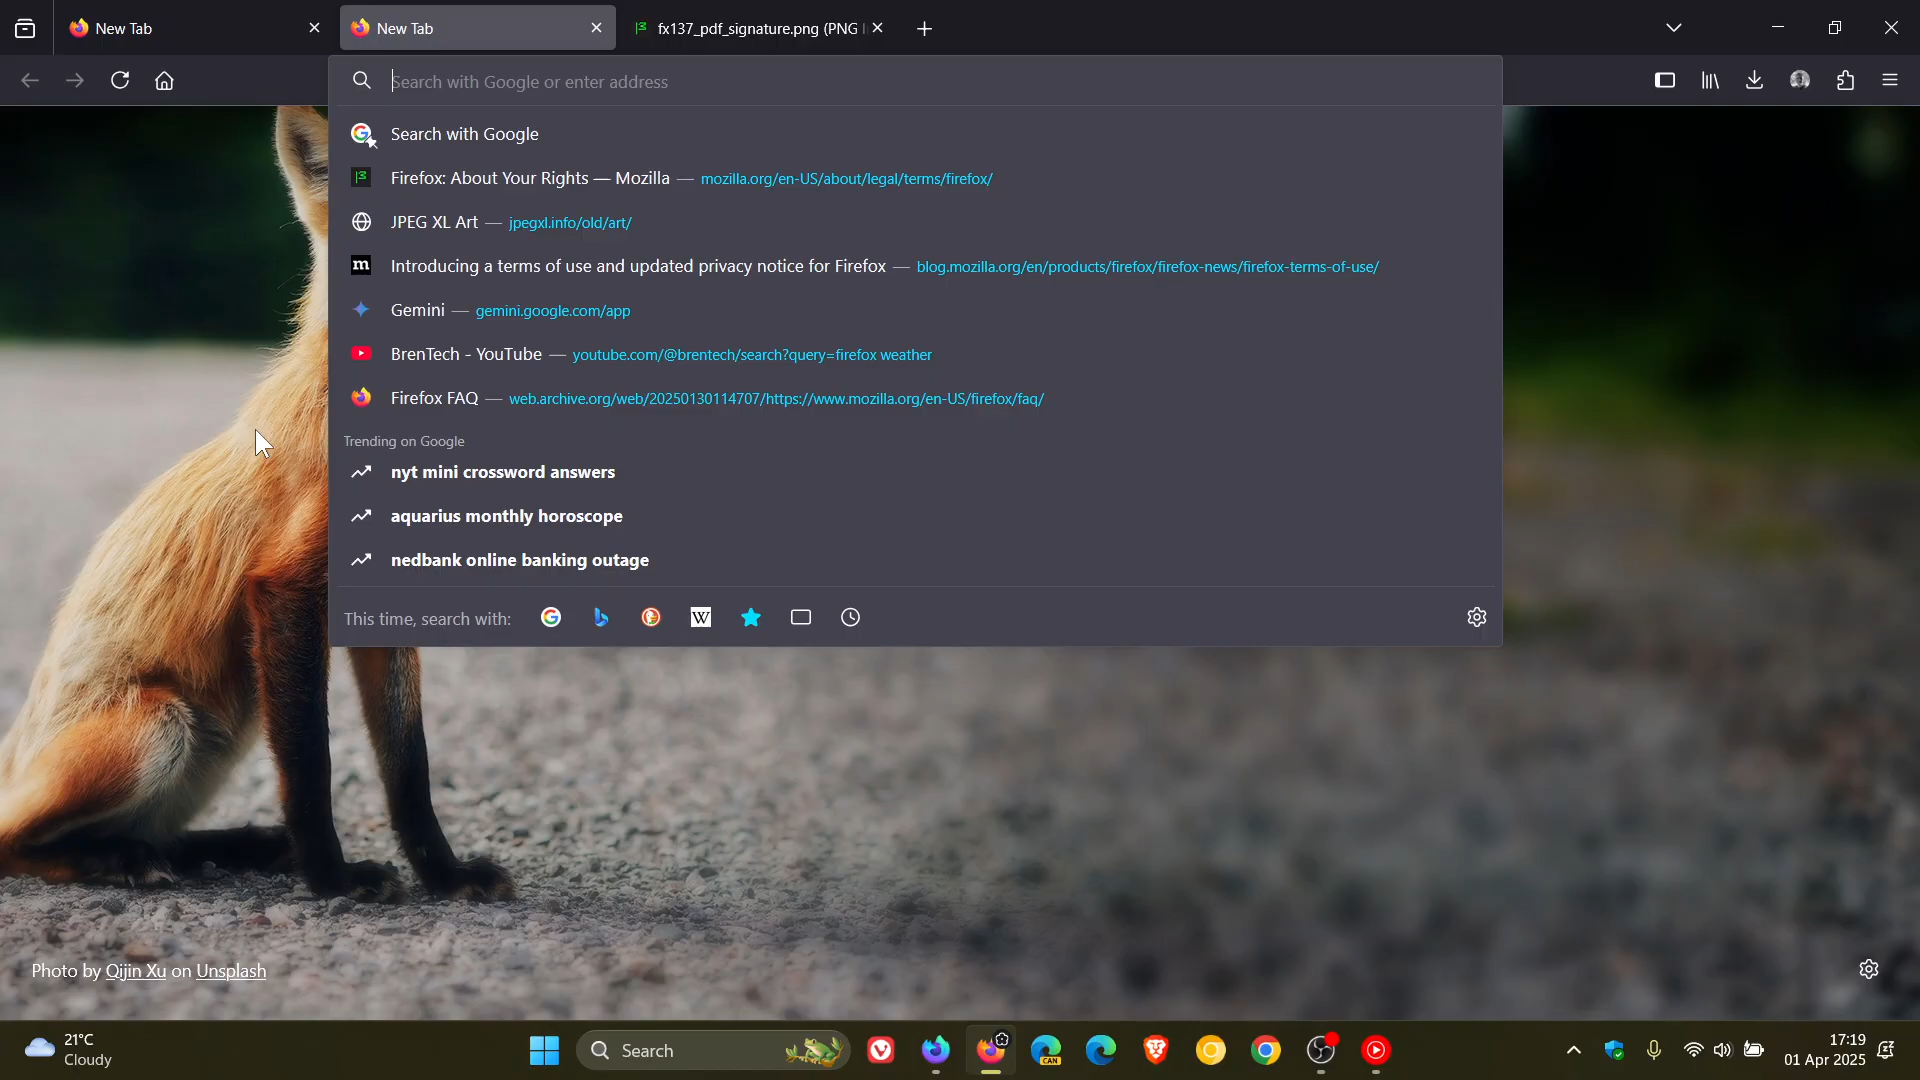 New Tab
New Tab
fx137_pdf_signature.png (PNG
Search with Google or enter address
Search with Google
Firefox: About Your Rights — Mozilla — mozilla.org/en-US/about/legal/terms/firefox/
JPEG XL Art — jpegxl.info/old/art/
Introducing a terms of use and updated privacy notice for Firefox — blog.mozilla.org/en/products/firefox/firefox-news/firefox-terms-of-use/
Gemini — gemini.google.com/app
BrenTech - YouTube — youtube.com/@brentech/search?query=firefox weather
Firefox FAQ — web.archive.org/web/20250130114707/https://www.mozilla.org/en-US/firefox/faq/
Trending on Google
nyt mini crossword answers
aquarius monthly horoscope
nedbank online banking outage
This time, search with:
Photo by Qijin Xu on Unsplash
21°C
Cloudy
Search
CAN
17:19
01 Apr 2025